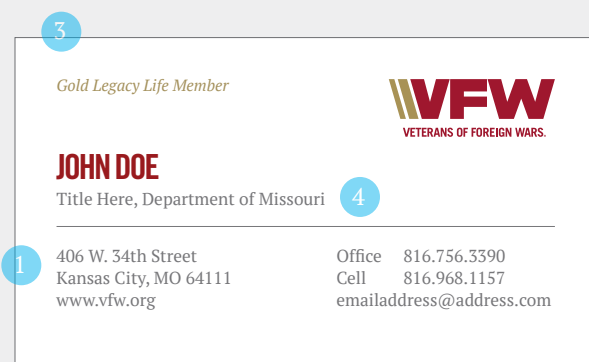 3
Gold Legacy Life Member
VFW
VETERANS OF FOREIGN WARS.
JOHN DOE
Title Here, Department of Missouri 4
1 406 W. 34th Street Office 816.756.3390
Kansas City, MO 64111 Cell 816.968.1157
www.vfw.org emailaddress@address.com